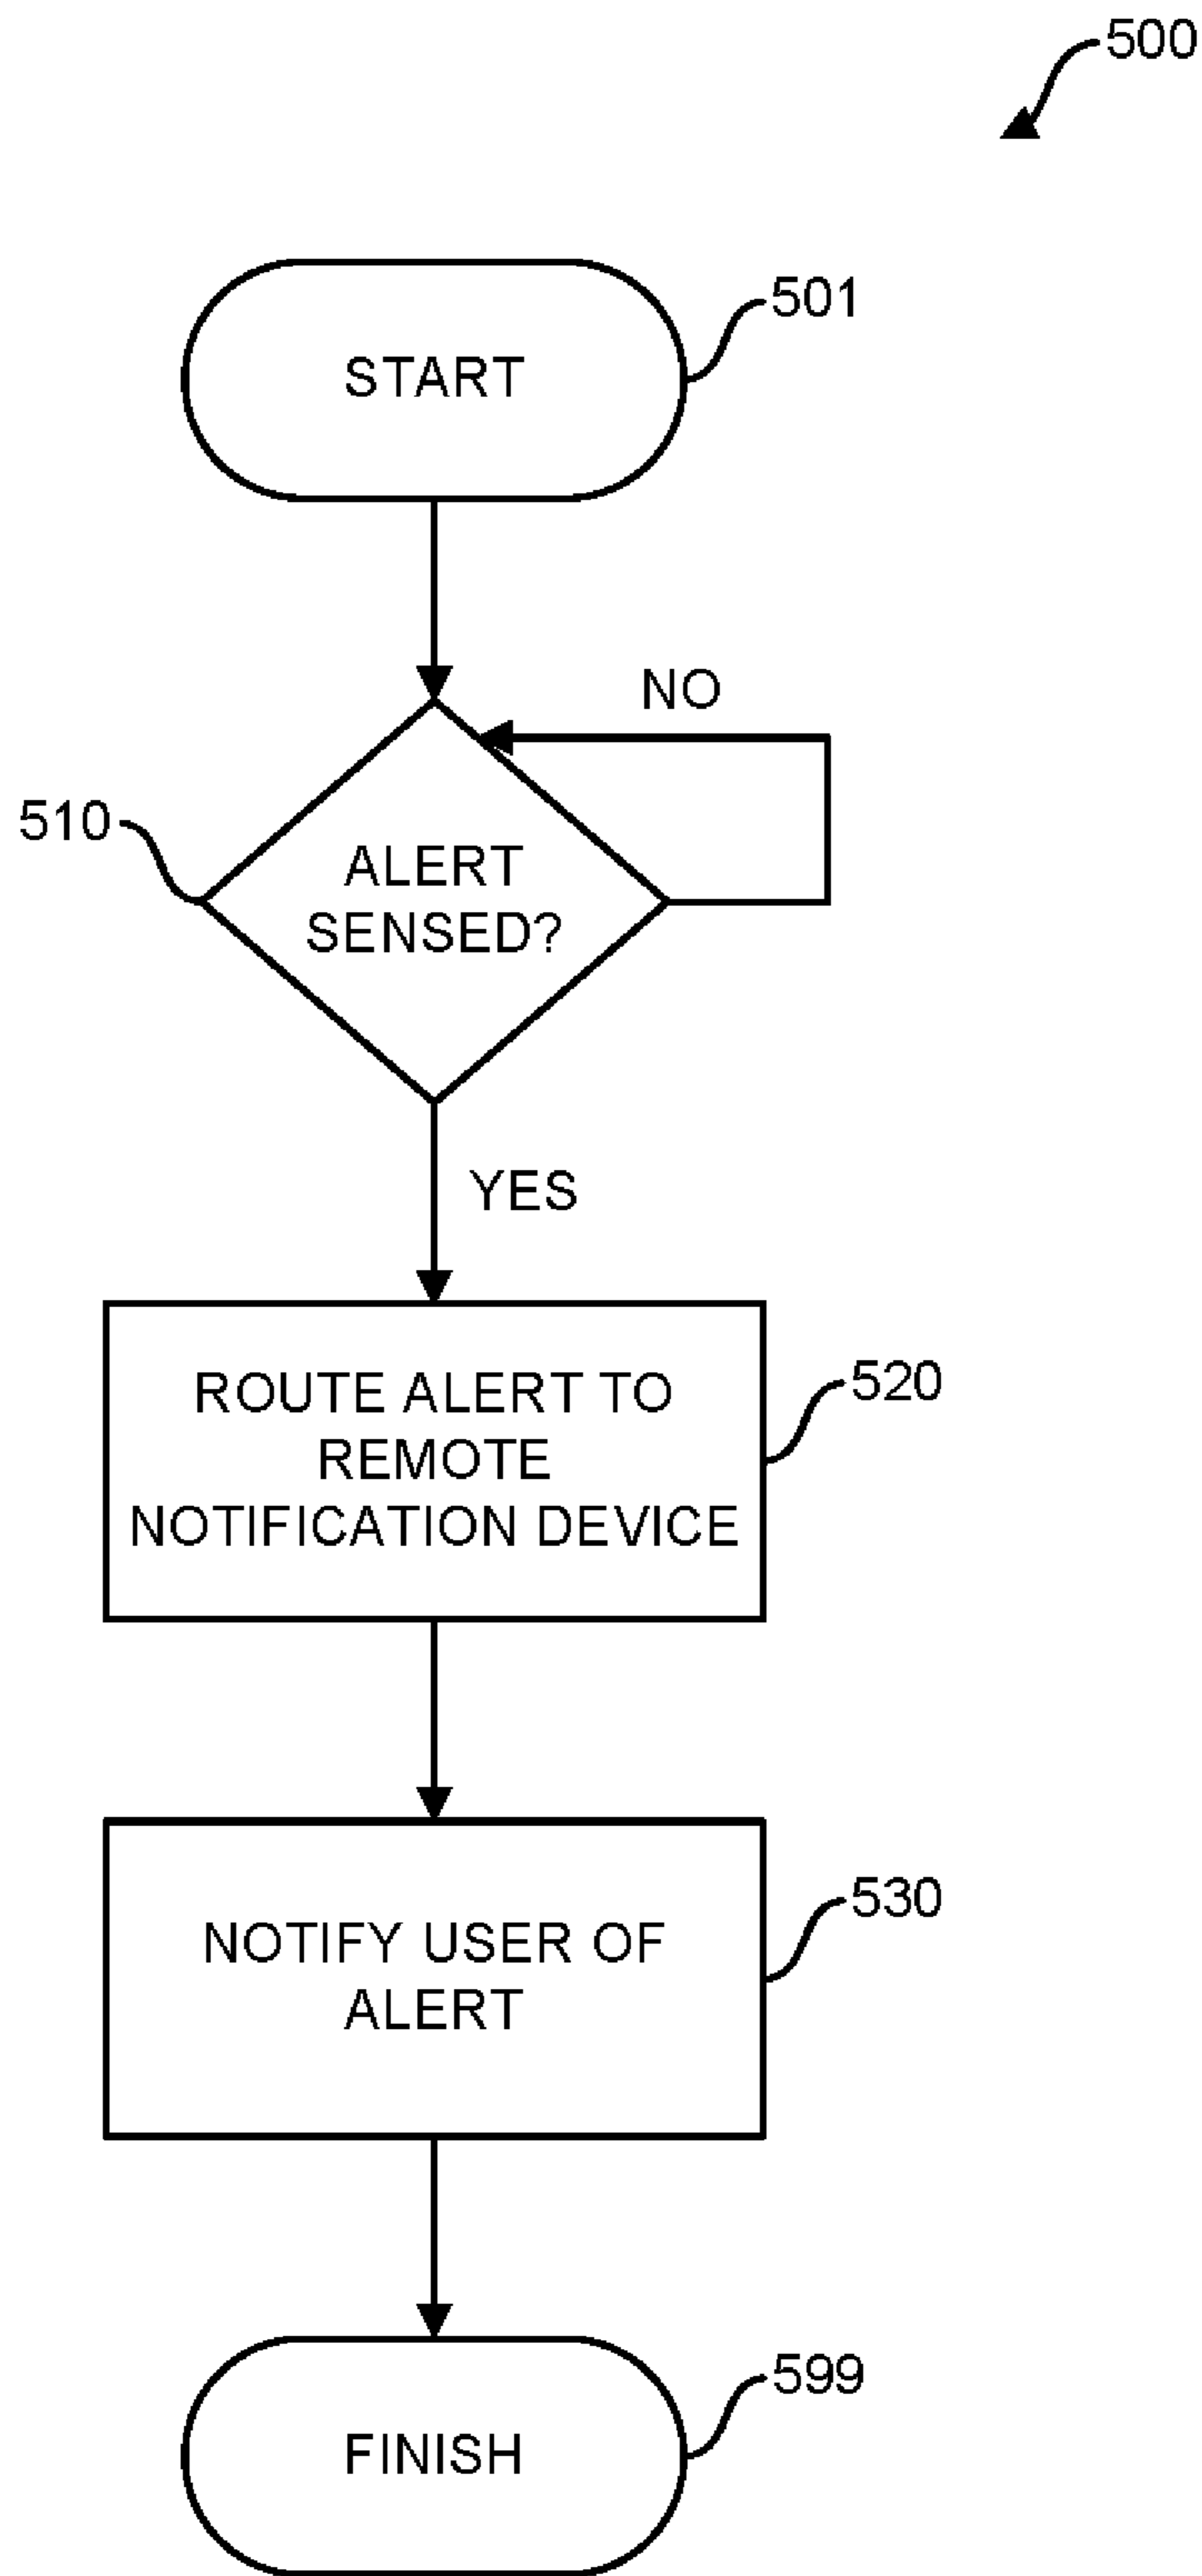 500
501
START
NO
510
ALERT
SENSED?
YES
ROUTE ALERT TO
REMOTE
NOTIFICATION DEVICE
520
NOTIFY USER OF
ALERT
530
FINISH
599